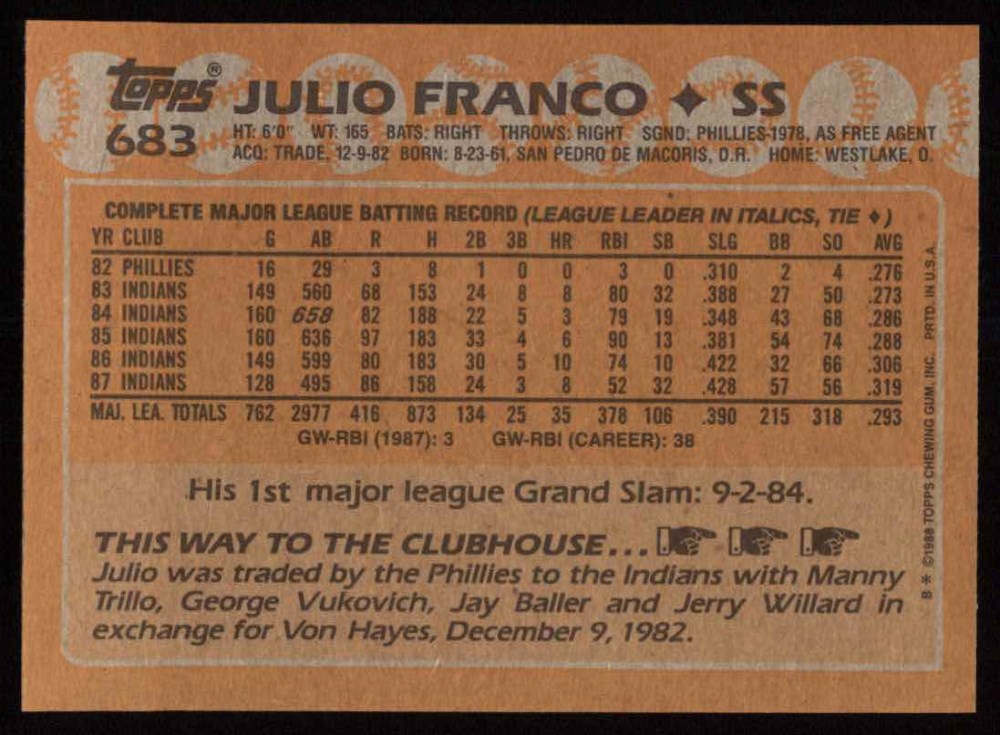 topps® JULIO FRANCO ✦ SS
683 HT: 6'0" WT: 165 BATS: RIGHT THROWS: RIGHT SGND: PHILLIES-1978, AS FREE AGENT
ACQ: TRADE, 12-9-82 BORN: 8-23-61, SAN PEDRO DE MACORIS, D.R. HOME: WESTLAKE, O.
COMPLETE MAJOR LEAGUE BATTING RECORD (LEAGUE LEADER IN ITALICS, TIE ♦)
YR CLUB G AB R H 2B 3B HR RBI SB SLG BB SO AVG
82 PHILLIES 16 29 3 8 1 0 0 3 0 .310 2 4 .276
83 INDIANS 149 560 68 153 24 8 8 80 32 .388 27 50 .273
84 INDIANS 160 658 82 188 22 5 3 79 19 .348 43 68 .286
85 INDIANS 160 636 97 183 33 4 6 90 13 .381 54 74 .288
86 INDIANS 149 599 80 183 30 5 10 74 10 .422 32 66 .306
87 INDIANS 128 495 86 158 24 3 8 52 32 .428 57 56 .319
MAJ. LEA. TOTALS 762 2977 416 873 134 25 35 378 106 .390 215 318 .293
GW-RBI (1987): 3 GW-RBI (CAREER): 38
His 1st major league Grand Slam: 9-2-84.
THIS WAY TO THE CLUBHOUSE...
Julio was traded by the Phillies to the Indians with Manny
Trillo, George Vukovich, Jay Baller and Jerry Willard in
exchange for Von Hayes, December 9, 1982.
B * ©1988 TOPPS CHEWING GUM, INC. PRTD. IN U.S.A.